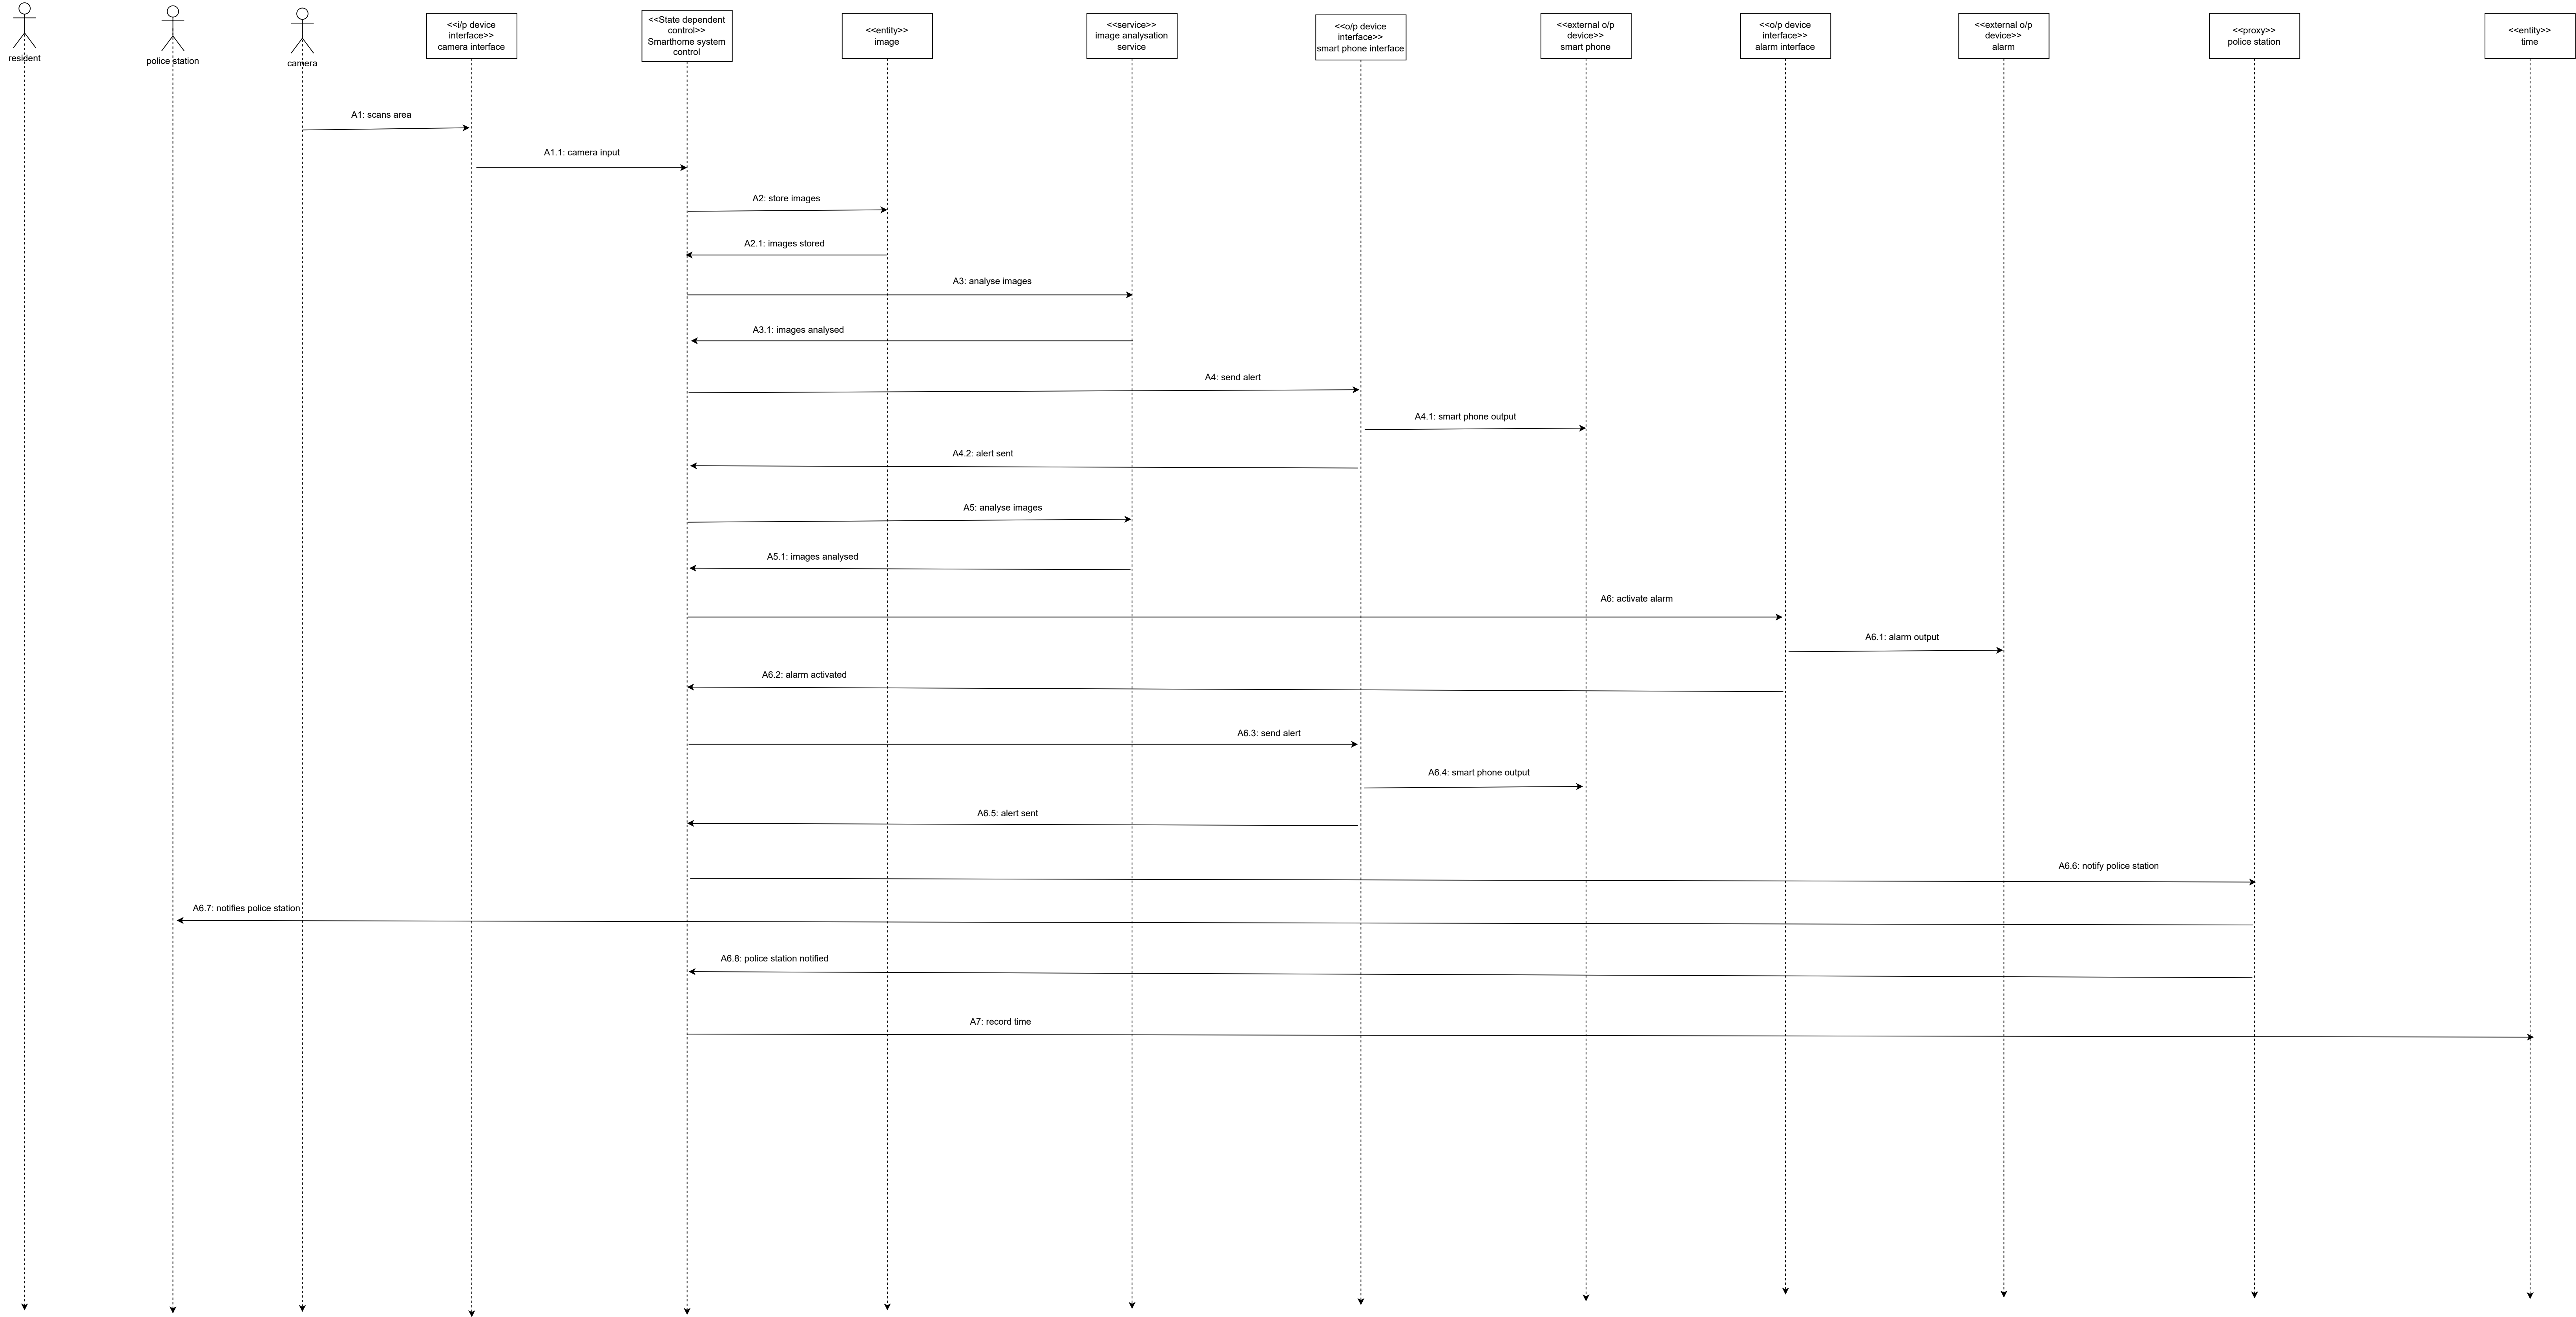 resident
police station
camera
<<i/p device
interface>>
camera interface
<<State dependent
control>>
Smarthome system
control
<<entity>>
image
<<service>>
image analysation
service
<<o/p device
interface>>
smart phone interface
<<external o/p
device>>
smart phone
<<o/p device
interface>>
alarm interface
<<external o/p
device>>
alarm
<<proxy>>
police station
<<entity>>
time
A1: scans area
A1.1: camera input
A2: store images
A2.1: images stored
A3: analyse images
A3.1: images analysed
A4: send alert
A4.1: smart phone output
A4.2: alert sent
A5: analyse images
A5.1: images analysed
A6: activate alarm
A6.1: alarm output
A6.2: alarm activated
A6.3: send alert
A6.4: smart phone output
A6.5: alert sent
A6.6: notify police station
A6.7: notifies police station
A6.8: police station notified
A7: record time